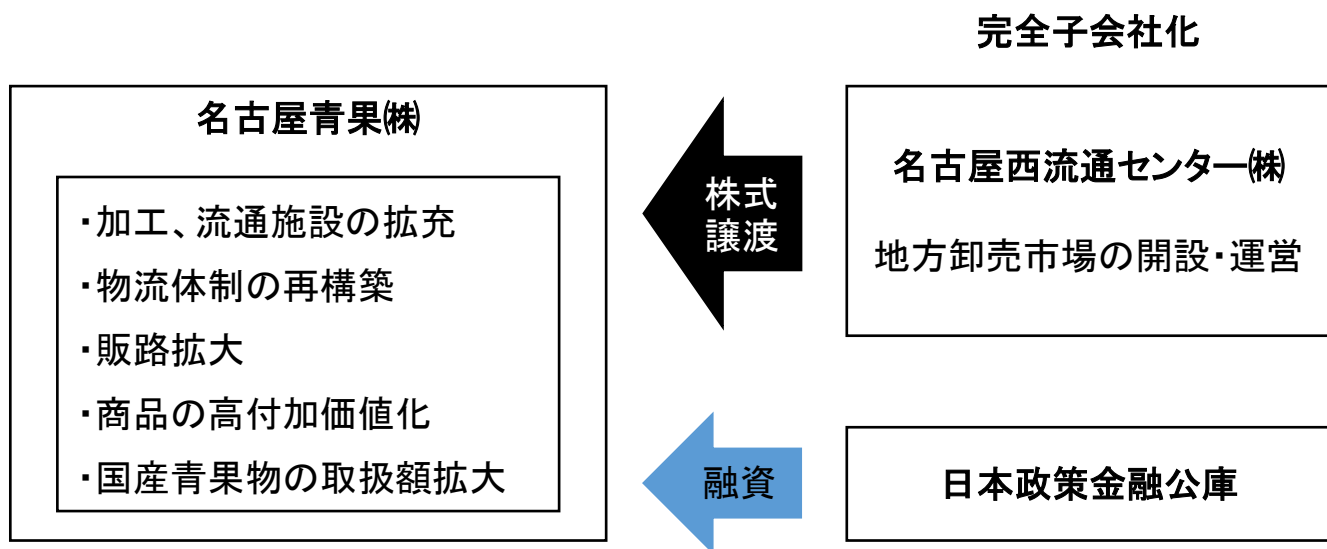 名古屋青果㈱
・加工、流通施設の拡充
・物流体制の再構築
・販路拡大
・商品の高付加価値化
・国産青果物の取扱額拡大
株式
譲渡
融資
完全子会社化
名古屋西流通センター㈱
地方卸売市場の開設・運営
日本政策金融公庫